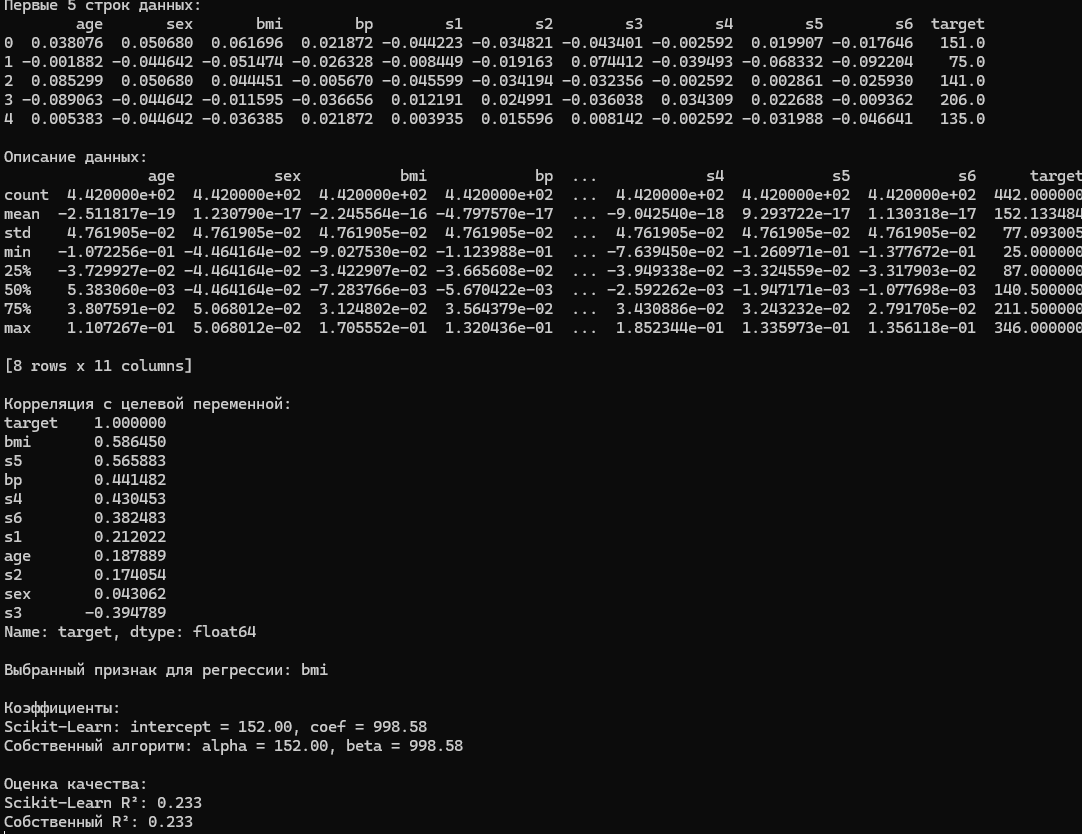 Первые 5 строк данных:
age sex bmi bp s1 s2 s3 s4 s5 s6 target
0 0.038076 0.050680 0.061696 0.021872 -0.044223 -0.034821 -0.043401 -0.002592 0.019907 -0.017646 151.0
1 -0.001882 -0.044642 -0.051474 -0.026328 -0.008449 -0.019163 0.074412 -0.039493 -0.068332 -0.092204 75.0
2 0.085299 0.050680 0.044451 -0.005670 -0.045599 -0.034194 -0.032356 -0.002592 0.002861 -0.025930 141.0
3 -0.089063 -0.044642 -0.011595 -0.036656 0.012191 0.024991 -0.036038 0.034309 0.022688 -0.009362 206.0
4 0.005383 -0.044642 -0.036385 0.021872 0.003935 0.015596 0.008142 -0.002592 -0.031988 -0.046641 135.0
Описание данных:
age sex bmi bp ... s4 s5 s6 target
count 4.420000e+02 4.420000e+02 4.420000e+02 4.420000e+02 ... 4.420000e+02 4.420000e+02 4.420000e+02 442.000000
mean -2.511817e-19 1.230790e-17 -2.245564e-16 -4.797570e-17 ... -9.042540e-18 9.293722e-17 1.130318e-17 152.133484
std 4.761905e-02 4.761905e-02 4.761905e-02 4.761905e-02 ... 4.761905e-02 4.761905e-02 4.761905e-02 77.093005
min -1.072256e-01 -4.464164e-02 -9.027530e-02 -1.123988e-01 ... -7.639450e-02 -1.260971e-01 -1.377672e-01 25.000000
25% -3.729927e-02 -4.464164e-02 -3.422907e-02 -3.665608e-02 ... -3.949338e-02 -3.324559e-02 -3.317903e-02 87.000000
50% 5.383060e-03 -4.464164e-02 -7.283766e-03 -5.670422e-03 ... -2.592262e-03 -1.947171e-03 -1.077698e-03 140.500000
75% 3.807591e-02 5.068012e-02 3.124802e-02 3.564379e-02 ... 3.430886e-02 3.243232e-02 2.791705e-02 211.500000
max 1.107267e-01 5.068012e-02 1.705552e-01 1.320436e-01 ... 1.852344e-01 1.335973e-01 1.356118e-01 346.000000
[8 rows x 11 columns]
Корреляция с целевой переменной:
target 1.000000
bmi 0.586450
s5 0.565883
bp 0.441482
s4 0.430453
s6 0.382483
s1 0.212022
age 0.187889
s2 0.174054
sex 0.043062
s3 -0.394789
Name: target, dtype: float64
Выбранный признак для регрессии: bmi
Коэффициенты:
Scikit-Learn: intercept = 152.00, coef = 998.58
Собственный алгоритм: alpha = 152.00, beta = 998.58
Оценка качества:
Scikit-Learn R²: 0.233
Собственный R²: 0.233